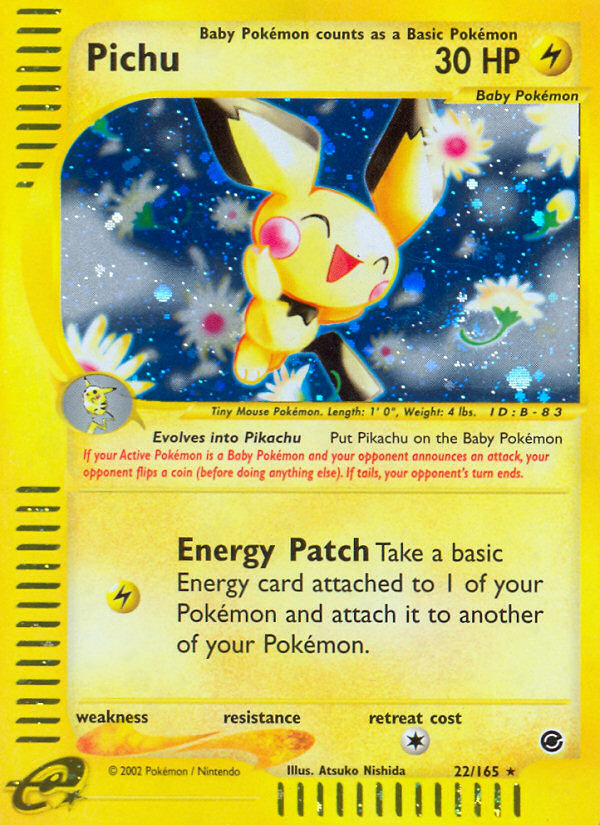 Baby Pokémon counts as a Basic Pokémon
Pichu
30 HP
Baby Pokémon
Tiny Mouse Pokémon. Length: 1' 0", Weight: 4 lbs. ID:B-83
Evolves into Pikachu Put Pikachu on the Baby Pokémon
If your Active Pokémon is a Baby Pokémon and your opponent announces an attack, your
opponent flips a coin (before doing anything else). If tails, your opponent's turn ends.
Energy Patch Take a basic
Energy card attached to 1 of your
Pokémon and attach it to another
of your Pokémon.
weakness resistance retreat cost
© 2002 Pokémon / Nintendo Illus. Atsuko Nishida 22/165 ★
e